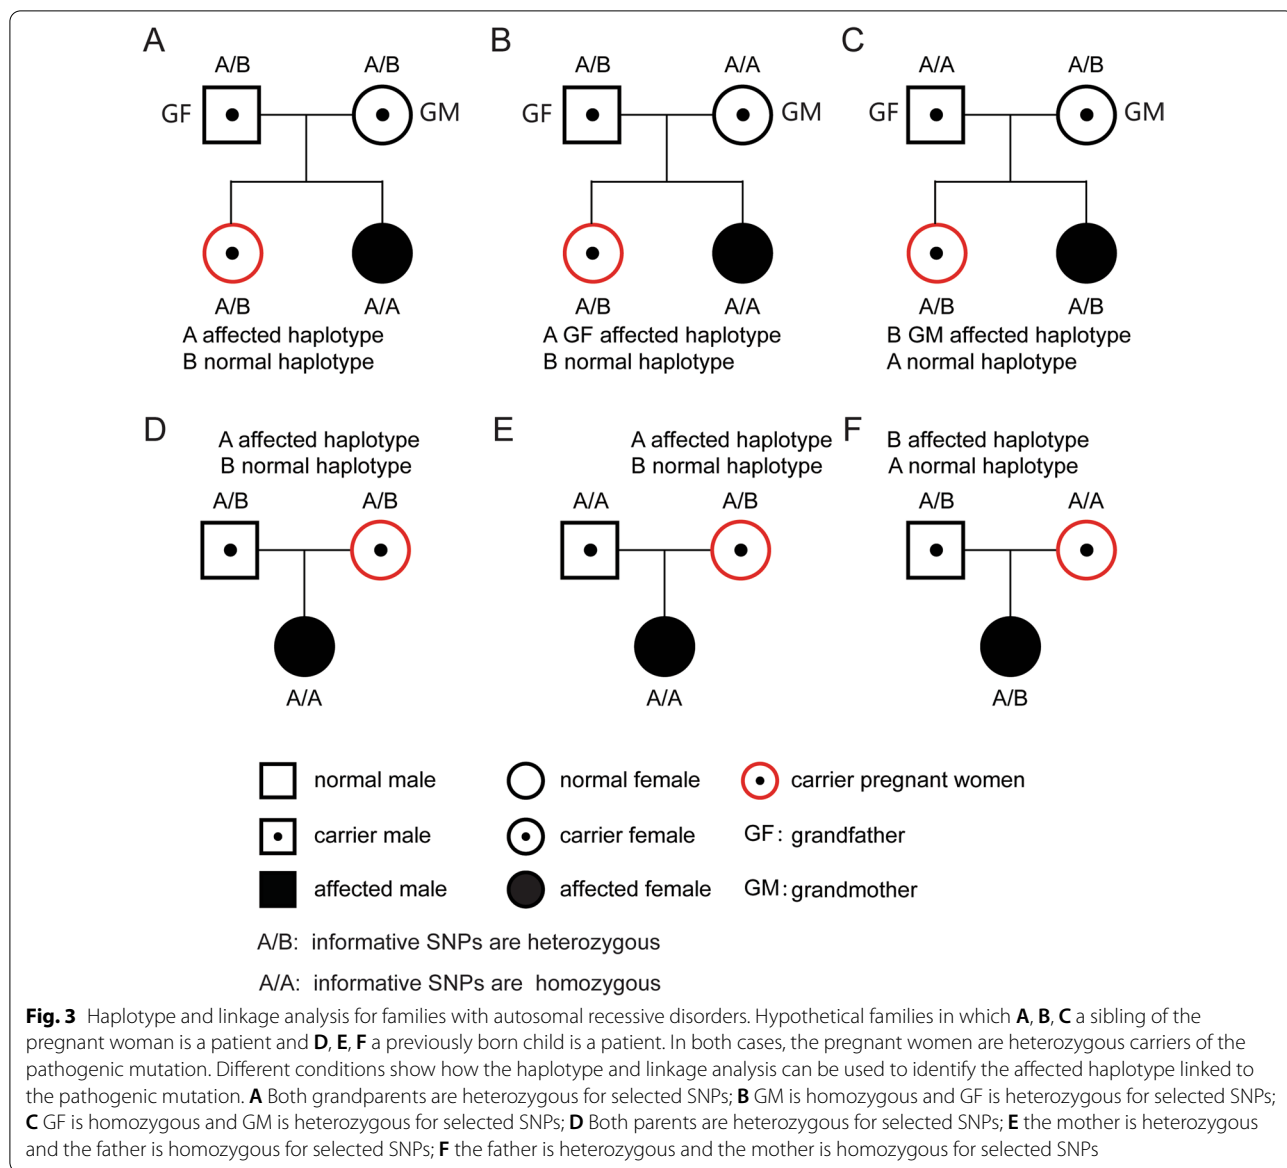 A
B
C
A/B
A/B
A/B
A/A
A/A
A/B
GF
GM
GF
GM
GF
GM
A/B
A/A
A/B
A/A
A/B
A/B
A affected haplotype
B normal haplotype
A GF affected haplotype
B normal haplotype
B GM affected haplotype
A normal haplotype
D
A affected haplotype
B normal haplotype
E
A affected haplotype
B normal haplotype
F
B affected haplotype
A normal haplotype
A/B
A/B
A/A
A/B
A/B
A/A
A/A
A/A
A/B
normal male
normal female
carrier pregnant women
carrier male
carrier female
GF: grandfather
affected male
affected female
GM: grandmother
A/B: informative SNPs are heterozygous
A/A: informative SNPs are homozygous
Fig. 3 Haplotype and linkage analysis for families with autosomal recessive disorders. Hypothetical families in which A, B, C a sibling of the
pregnant woman is a patient and D, E, F a previously born child is a patient. In both cases, the pregnant women are heterozygous carriers of the
pathogenic mutation. Different conditions show how the haplotype and linkage analysis can be used to identify the affected haplotype linked to
the pathogenic mutation. A Both grandparents are heterozygous for selected SNPs; B GM is homozygous and GF is heterozygous for selected SNPs;
C GF is homozygous and GM is heterozygous for selected SNPs; D Both parents are heterozygous for selected SNPs; E the mother is heterozygous
and the father is homozygous for selected SNPs; F the father is heterozygous and the mother is homozygous for selected SNPs